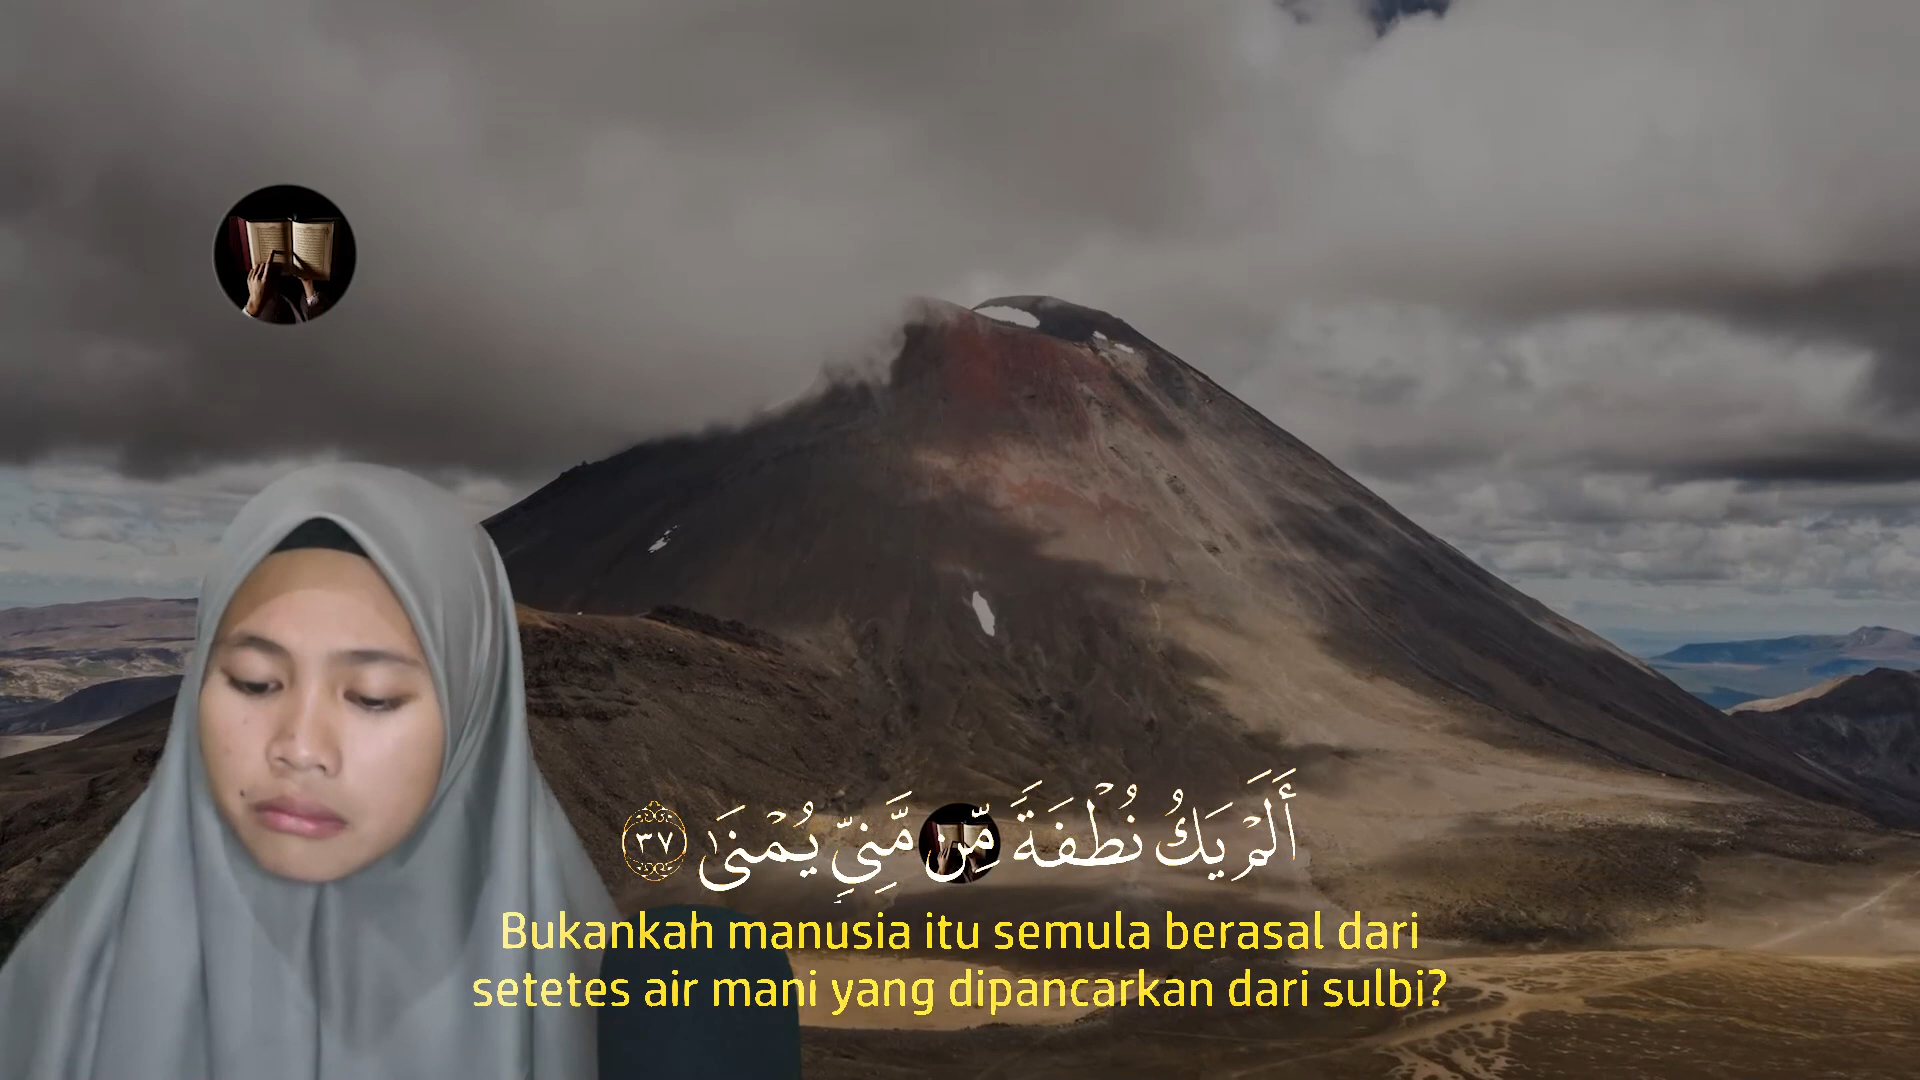 أَلَمْ يَكُ نُطْفَةً مِّن مَّنِيٍّ يُمْنَىٰ ٣٧
Bukankah manusia itu semula berasal dari
setetes air mani yang dipancarkan dari sulbi?